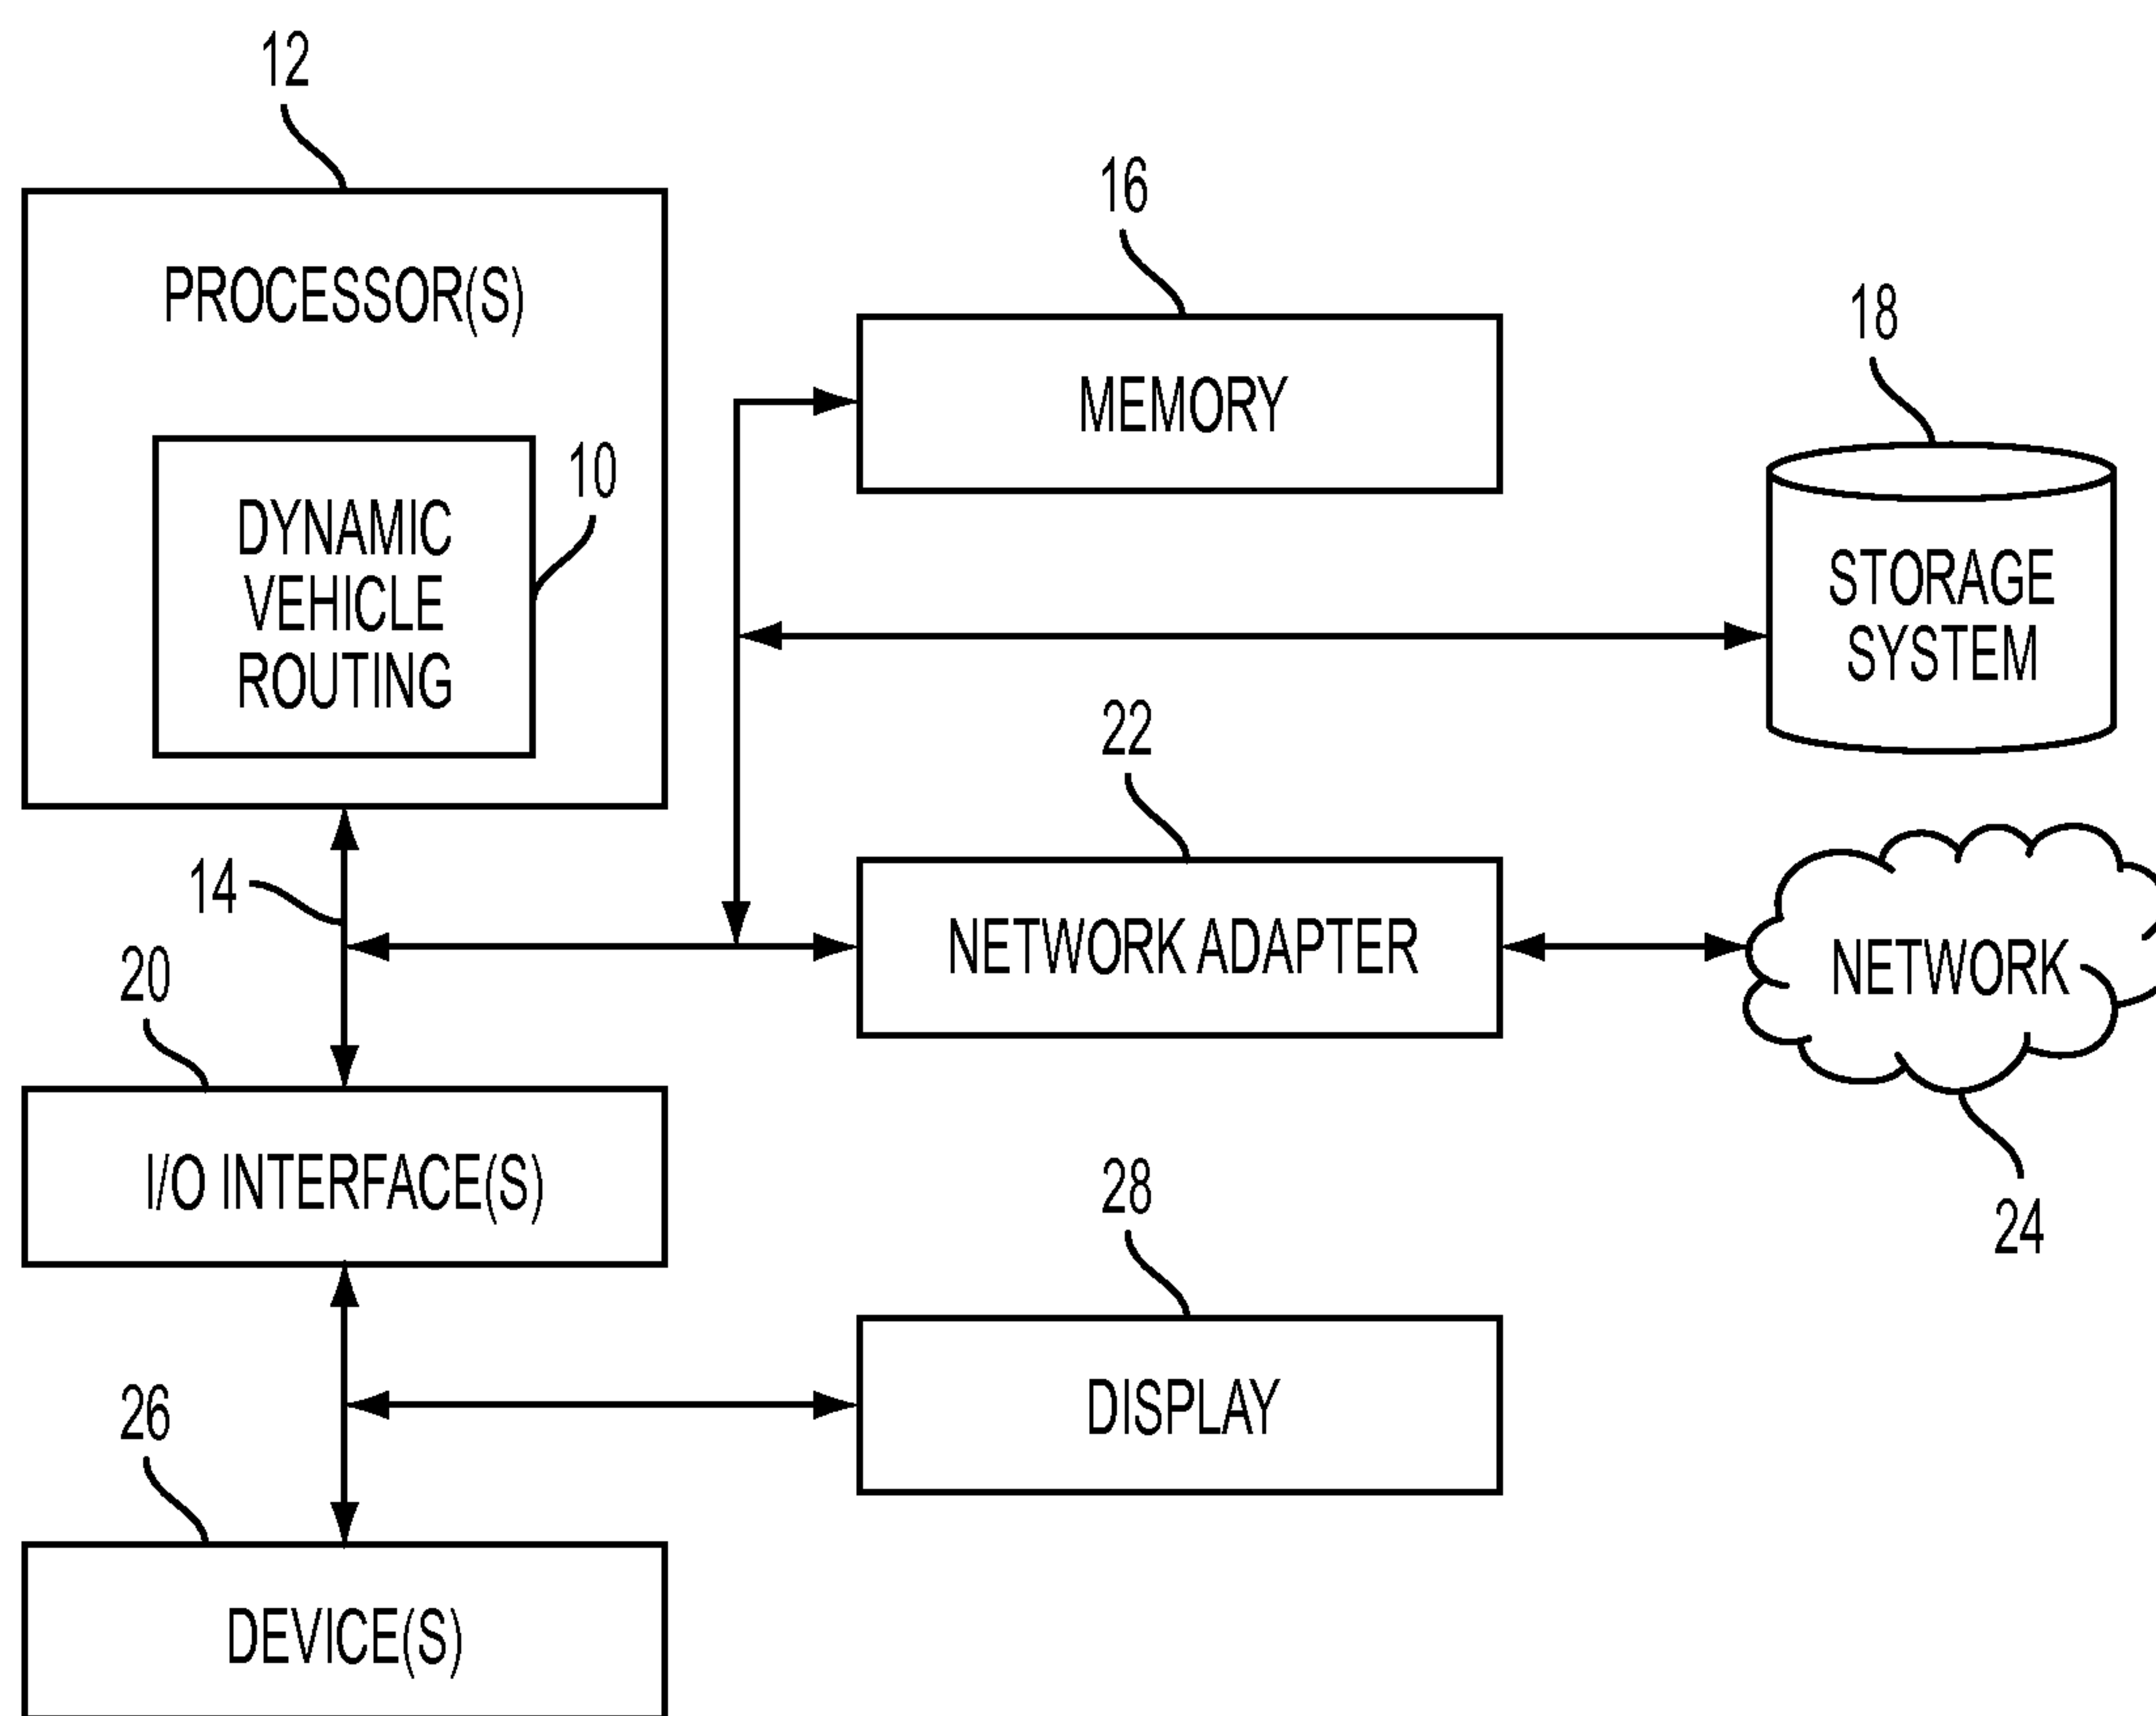 12
PROCESSOR(S)
10
DYNAMIC
VEHICLE
ROUTING
16
MEMORY
18
STORAGE
SYSTEM
14
22
NETWORK ADAPTER
NETWORK
24
20
I/O INTERFACE(S)
28
DISPLAY
26
DEVICE(S)